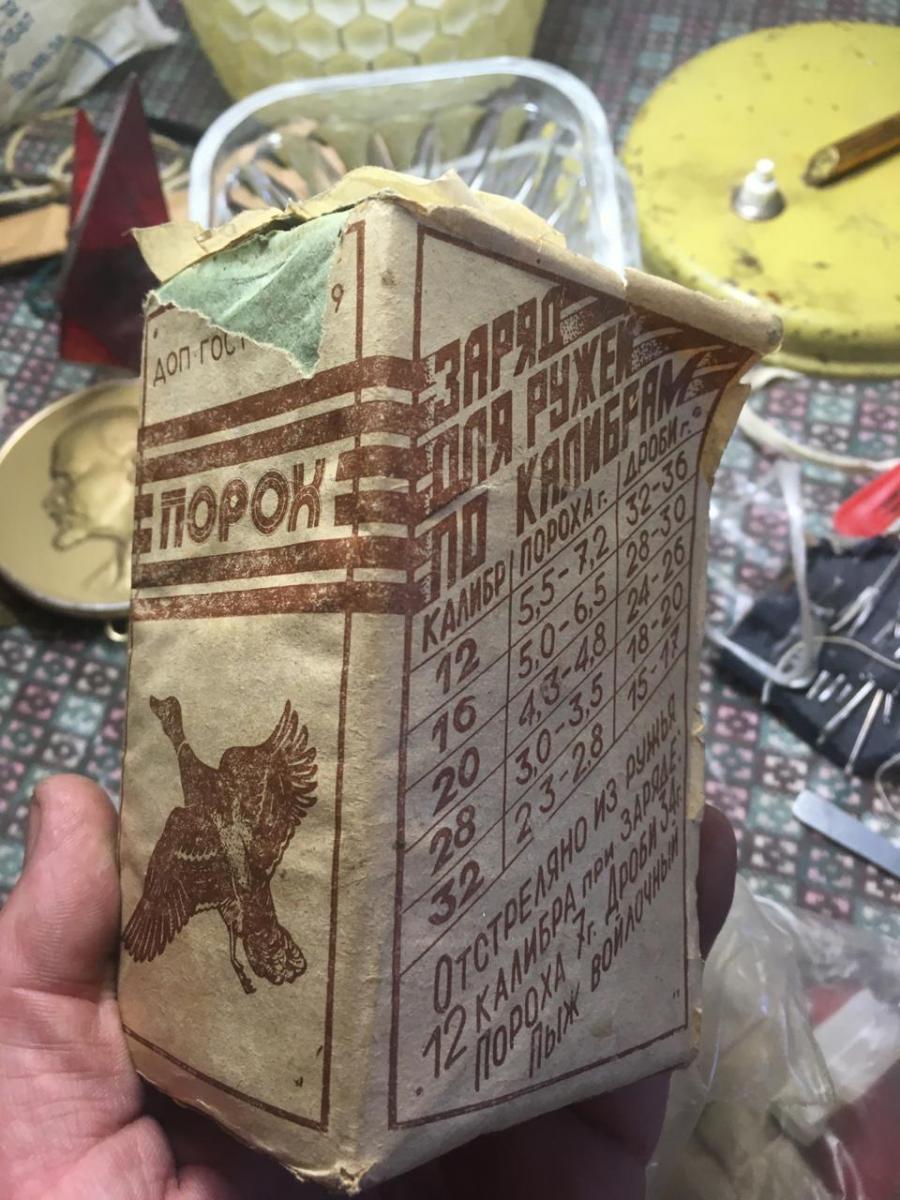 9
ДОП·ГОСТ
ПОРОХ
ЗАРЯД
ДЛЯ РУЖЕЙ
ПО КАЛИБРАМ
КАЛИБР ПОРОХА г. ДРОБИ г.
12 5,5-7,2 32-36
16 5,0-6,5 28-30
20 4,3-4,8 24-26
28 3,0-3,5 18-20
32 2 3-2.8 15-17
ОТСТРЕЛЯНО ИЗ РУЖЬЯ
12 КАЛИБРА ПРИ ЗАРЯДЕ:
ПОРОХА 7г. ДРОБИ 34г.
ПЫЖ ВОЙЛОЧНЫЙ